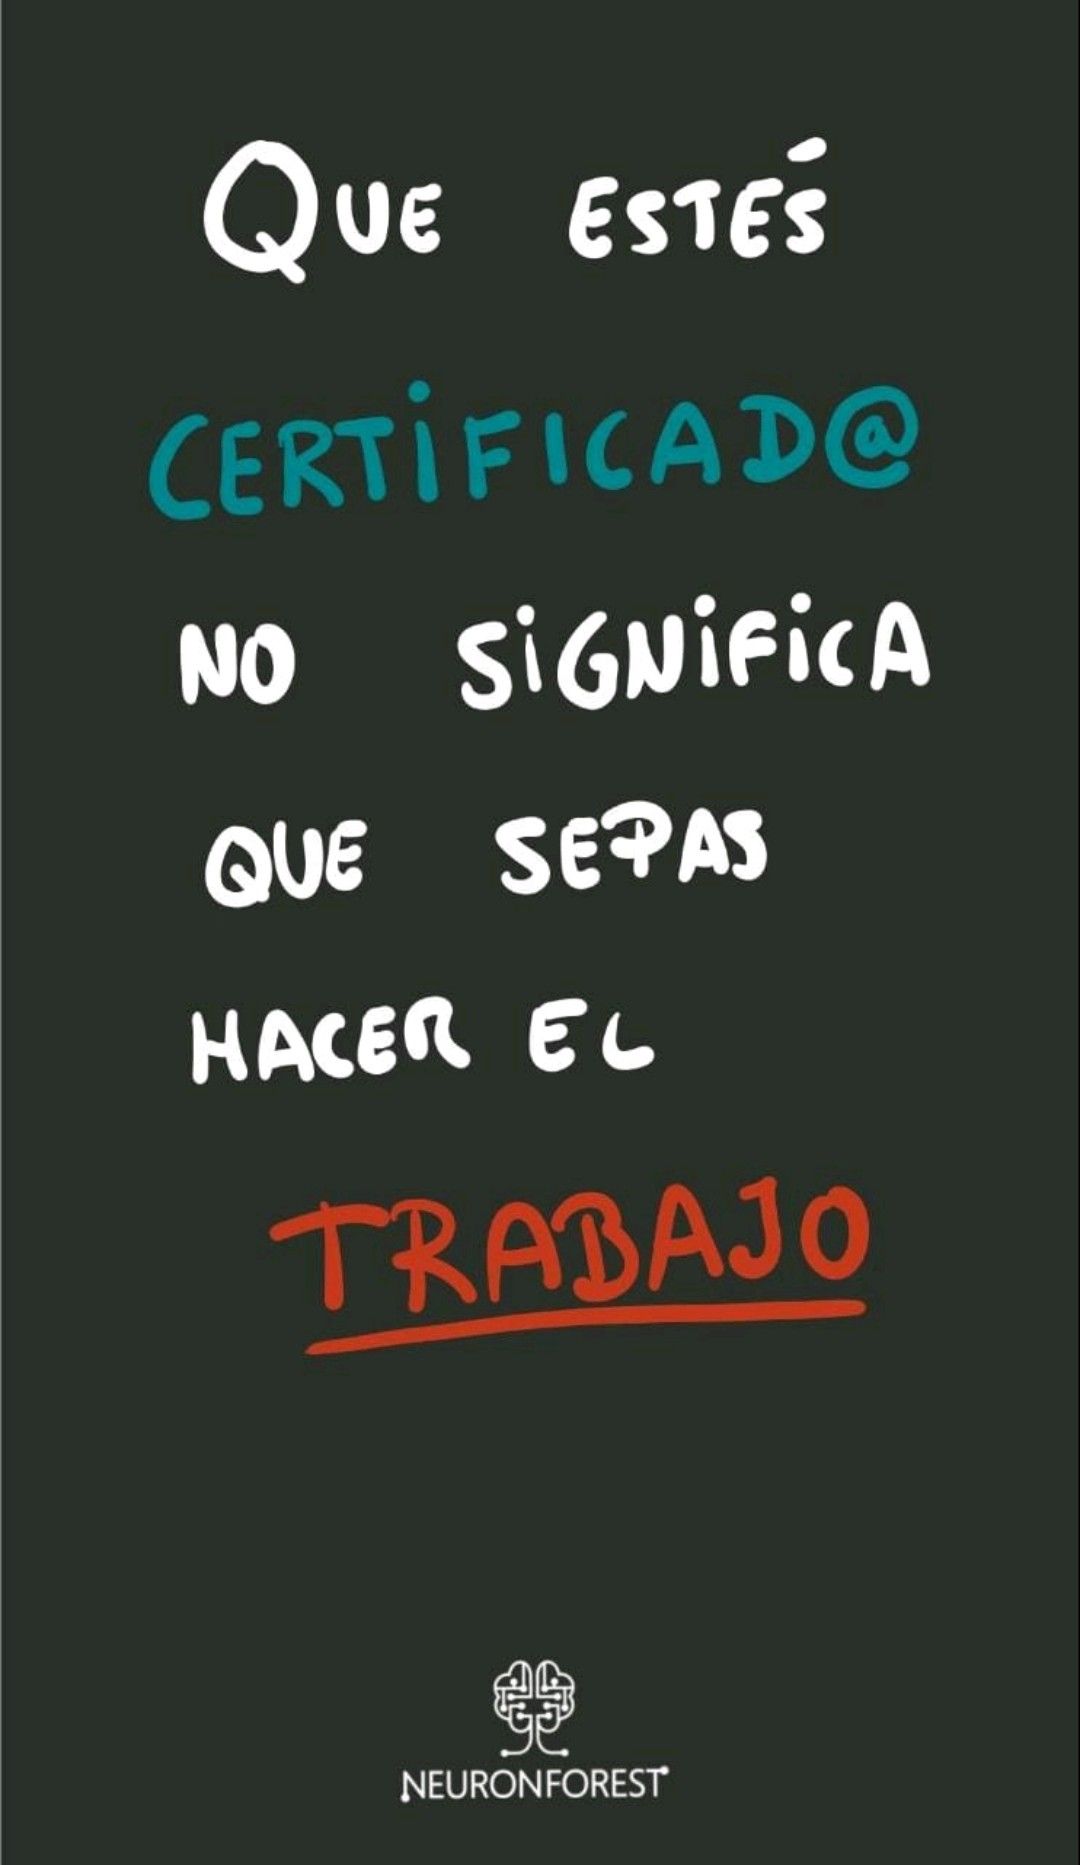 QUE ESTÉS
CERTIFICAD@
NO SIGNIFICA
QUE SEPAS
HACER EL
TRABAJO
NEURONFOREST